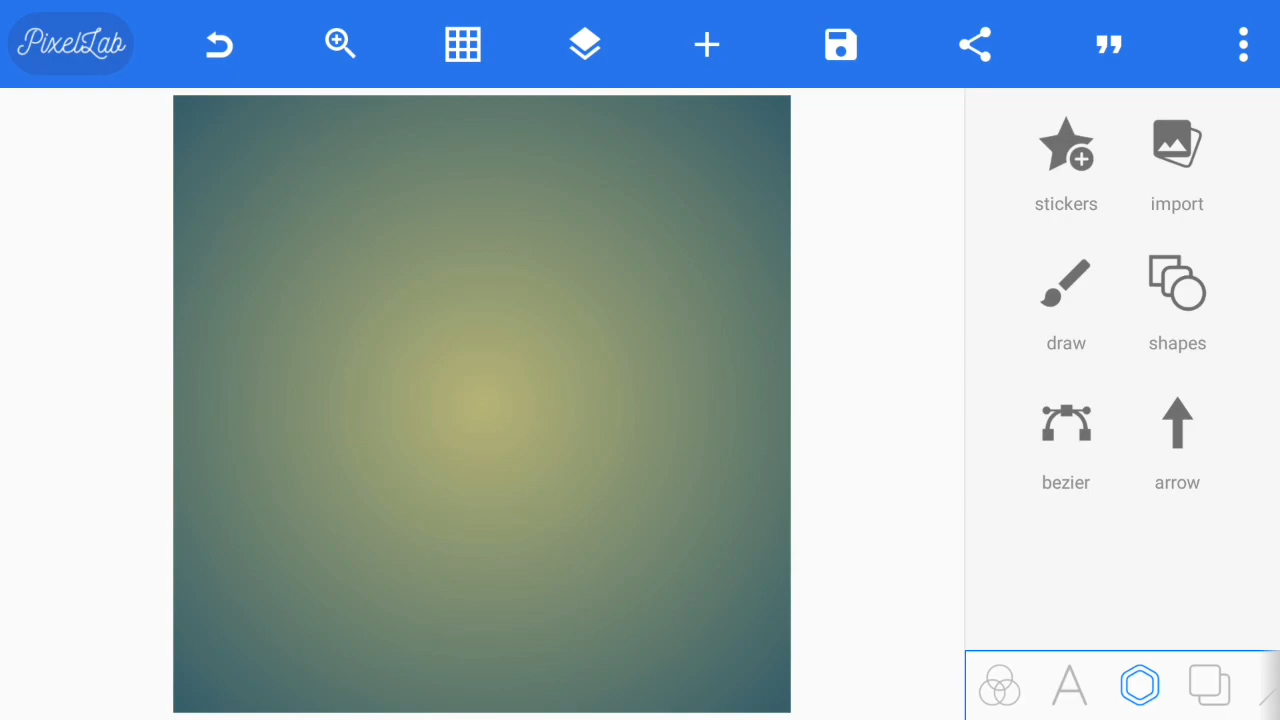 PixelLab
stickers
import
draw
shapes
bezier
arrow